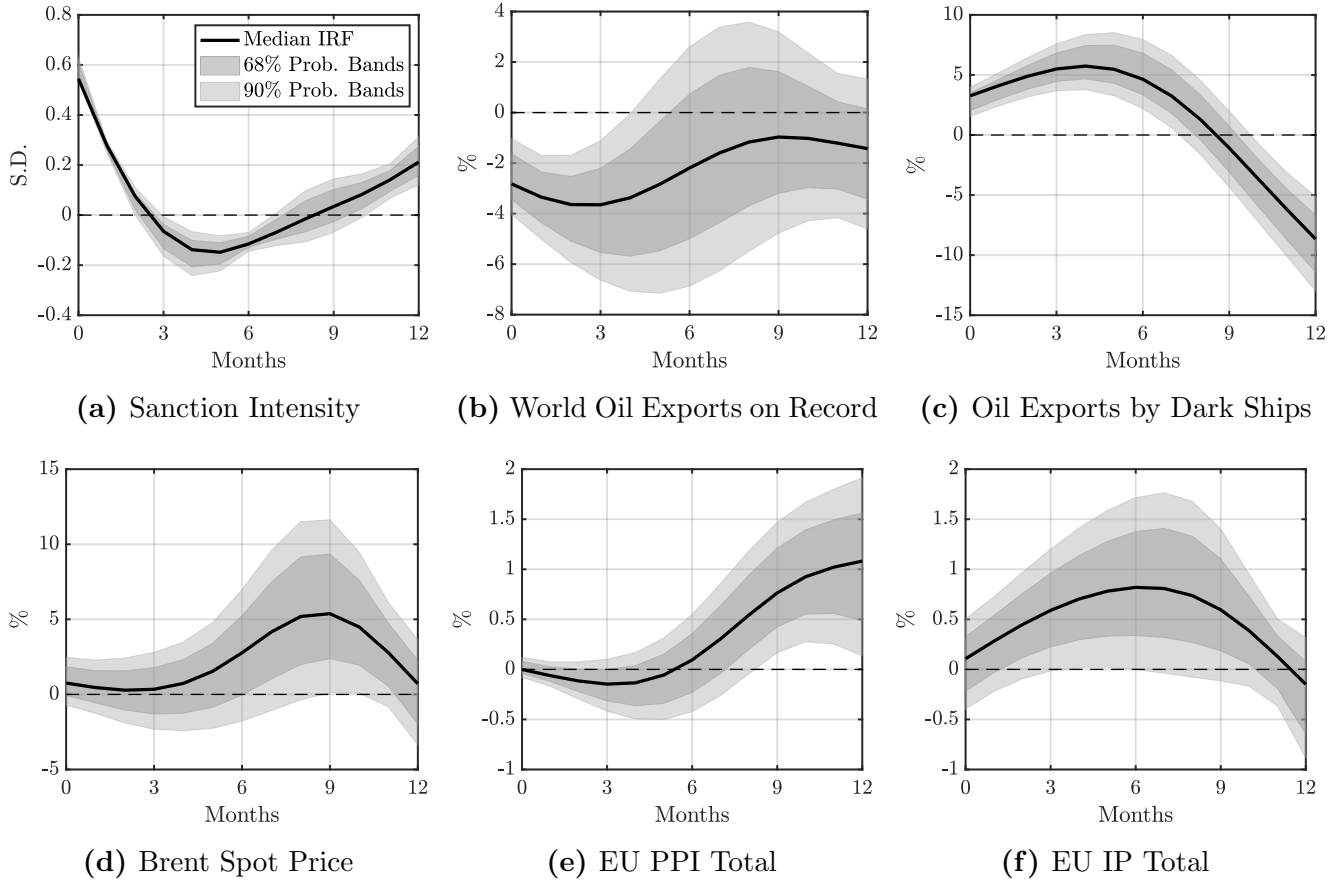 0.8
0.6
0.4
0.2
0
-0.2
-0.4
S.D.
Median IRF
68% Prob. Bands
90% Prob. Bands
0 3 6 9 12
Months
(a) Sanction Intensity
4
2
0
-2
-4
-6
-8
%
0 3 6 9 12
Months
(b) World Oil Exports on Record
10
5
0
-5
-10
-15
%
0 3 6 9 12
Months
(c) Oil Exports by Dark Ships
15
10
5
0
-5
%
0 3 6 9 12
Months
(d) Brent Spot Price
2
1.5
1
0.5
0
-0.5
-1
%
0 3 6 9 12
Months
(e) EU PPI Total
2
1.5
1
0.5
0
-0.5
-1
%
0 3 6 9 12
Months
(f) EU IP Total